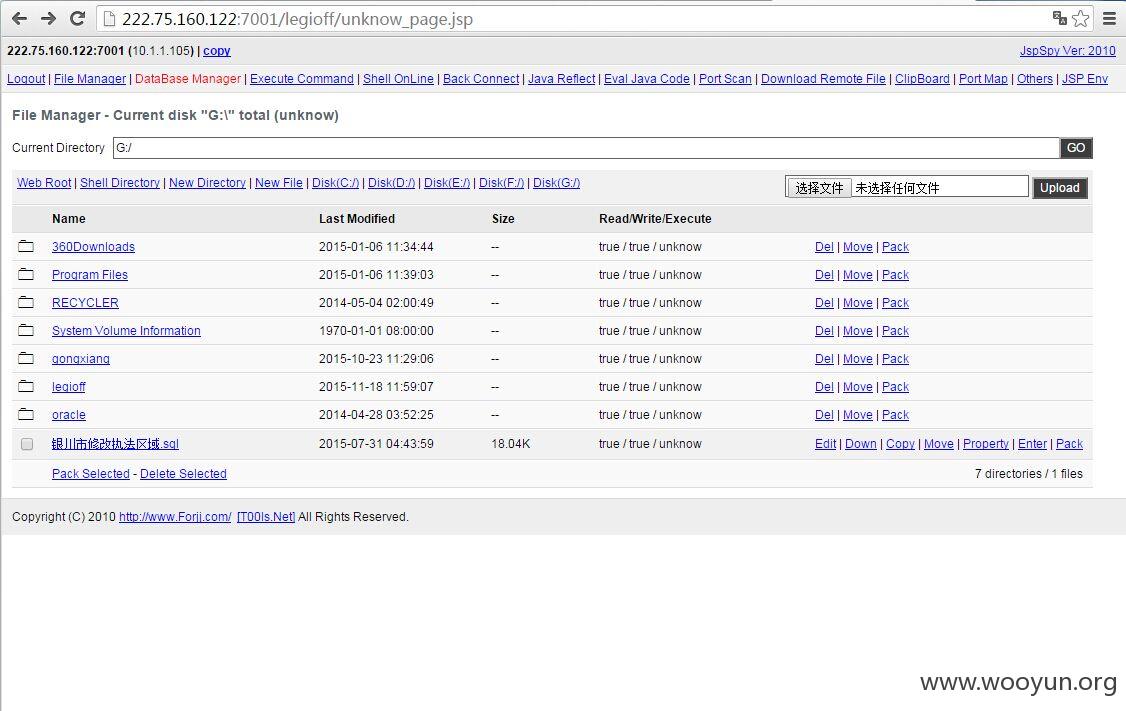 222.75.160.122:7001/legioff/unknow_page.jsp
222.75.160.122:7001 (10.1.1.105) | copy JspSpy Ver: 2010
Logout | File Manager | DataBase Manager | Execute Command | Shell OnLine | Back Connect | Java Reflect | Eval Java Code | Port Scan | Download Remote File | ClipBoard | Port Map | Others | JSP Env
File Manager - Current disk "G:\" total (unknow)
Current Directory G:/ GO
Web Root | Shell Directory | New Directory | New File | Disk(C:/) | Disk(D:/) | Disk(E:/) | Disk(F:/) | Disk(G:/) 选择文件 未选择任何文件 Upload
Name Last Modified Size Read/Write/Execute
360Downloads 2015-01-06 11:34:44 -- true / true / unknow Del | Move | Pack
Program Files 2015-01-06 11:39:03 -- true / true / unknow Del | Move | Pack
RECYCLER 2014-05-04 02:00:49 -- true / true / unknow Del | Move | Pack
System Volume Information 1970-01-01 08:00:00 -- true / true / unknow Del | Move | Pack
gongxiang 2015-10-23 11:29:06 -- true / true / unknow Del | Move | Pack
legioff 2015-11-18 11:59:07 -- true / true / unknow Del | Move | Pack
oracle 2014-04-28 03:52:25 -- true / true / unknow Del | Move | Pack
银川市修改执法区域.sql 2015-07-31 04:43:59 18.04K true / true / unknow Edit | Down | Copy | Move | Property | Enter | Pack
Pack Selected - Delete Selected 7 directories / 1 files
Copyright (C) 2010 http://www.Forjj.com/ [T00ls.Net] All Rights Reserved.
www.wooyun.org